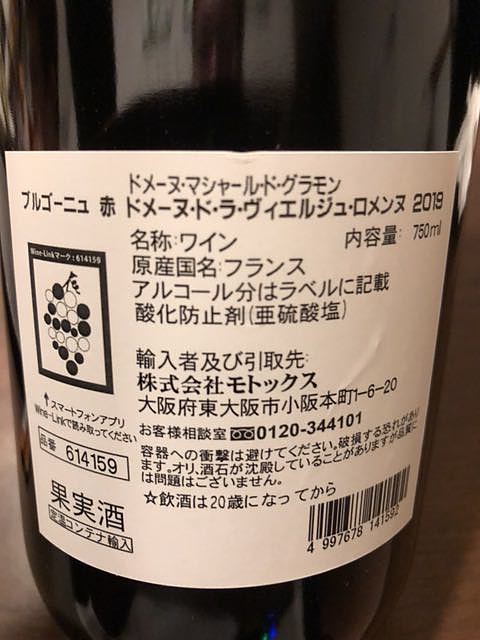 ドメーヌ・マシャール・ド・グラモン
ブルゴーニュ 赤 ドメーヌ・ド・ラ・ヴィエルジュ・ロメンヌ 2019
名称:ワイン 内容量: 750ml
原産国名:フランス
アルコール分はラベルに記載
酸化防止剤(亜硫酸塩)
Wine-Linkマーク:614159
↑スマートフォンアプリ
Wine-Linkで読み取ってください
輸入者及び引取先:
株式会社モトックス
大阪府東大阪市小阪本町1-6-20
お客様相談室 0120-344101
容器への衝撃は避けてください。破損する恐れがあり
ます。オリ、酒石が沈殿していることがありますが品質に
は問題はございません。
品番 614159
☆飲酒は20歳になってから
果実酒
定温コンテナ輸入
4 997678 141592